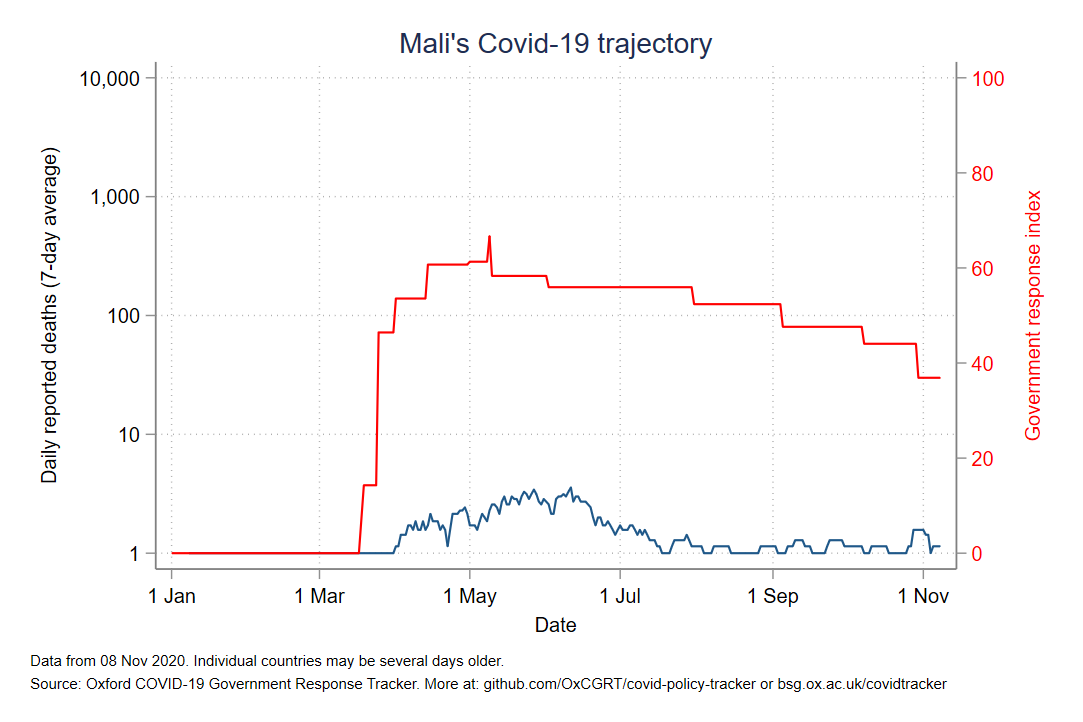 Mali's Covid-19 trajectory
10,000
1,000
100
10
1
Daily reported deaths (7-day average)
100
80
60
40
20
0
Government response index
1 Jan
1 Mar
1 May
1 Jul
1 Sep
1 Nov
Date
Data from 08 Nov 2020. Individual countries may be several days older.
Source: Oxford COVID-19 Government Response Tracker. More at: github.com/OxCGRT/covid-policy-tracker or bsg.ox.ac.uk/covidtracker